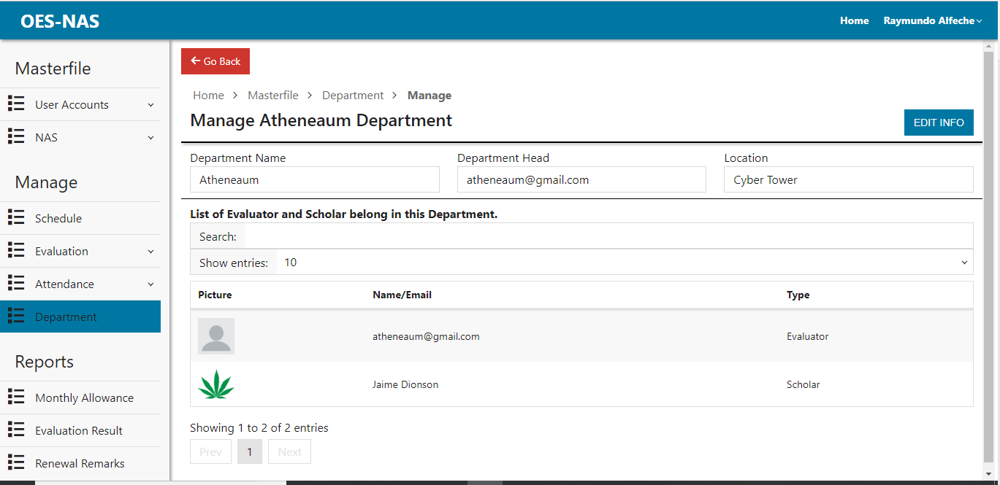 OES-NAS
Home Raymundo Alfeche
Masterfile
User Accounts
NAS
Manage
Schedule
Evaluation
Attendance
Department
Reports
Monthly Allowance
Evaluation Result
Renewal Remarks
Go Back
Home > Masterfile > Department > Manage
Manage Atheneaum Department
EDIT INFO
Department Name Department Head Location
Atheneaum atheneaum@gmail.com Cyber Tower
List of Evaluator and Scholar belong in this Department.
Search:
Show entries: 10
Picture Name/Email Type
atheneaum@gmail.com Evaluator
Jaime Dionson Scholar
Showing 1 to 2 of 2 entries
Prev 1 Next